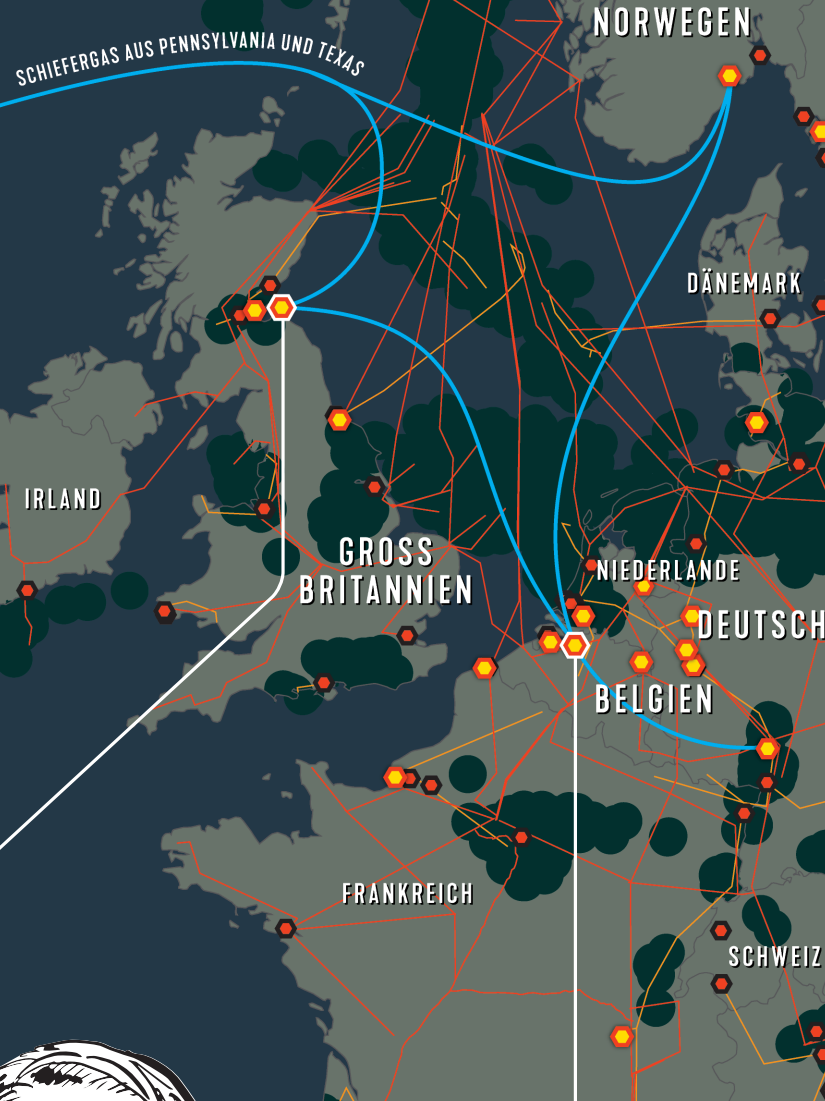 NORWEGEN
SCHIEFERGAS AUS PENNSYLVANIA UND TEXAS
DÄNEMARK
IRLAND
GROSS
BRITANNIEN
NIEDERLANDE
DEUTSCH
BELGIEN
FRANKREICH
SCHWEIZ